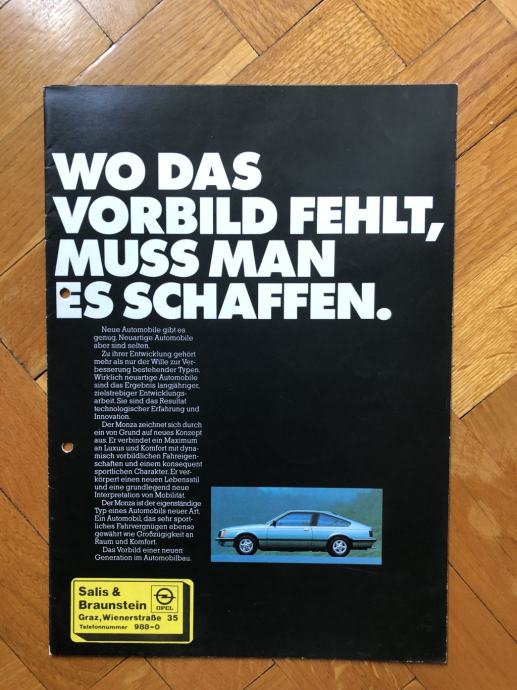 WO DAS
VORBILD FEHLT,
MUSS MAN
ES SCHAFFEN.
Neue Automobile gibt es
genug. Neuartige Automobile
aber sind selten.
Zu ihrer Entwicklung gehört
mehr als nur der Wille zur Ver-
besserung bestehender Typen.
Wirklich neuartige Automobile
sind das Ergebnis langjähriger,
zielstrebiger Entwicklungs-
arbeit. Sie sind das Resultat
technologischer Erfahrung und
Innovation.
Der Monza zeichnet sich durch
ein von Grund auf neues Konzept
aus. Er verbindet ein Maximum
an Luxus und Komfort mit dyna-
misch vorbildlichen Fahreigen-
schaften und einem konsequent
sportlichen Charakter. Er ver-
körpert einen neuen Lebensstil
und eine grundlegend neue
Interpretation von Mobilität.
Der Monza ist der eigenständige
Typ eines Automobils neuer Art.
Ein Automobil, das sehr sport-
liches Fahrvergnügen ebenso
gewährt wie Großzügigkeit an
Raum und Komfort.
Das Vorbild einer neuen
Generation im Automobilbau.
Salis &
Braunstein
OPEL
Graz, Wienerstraße 35
Telefonnummer 988-0